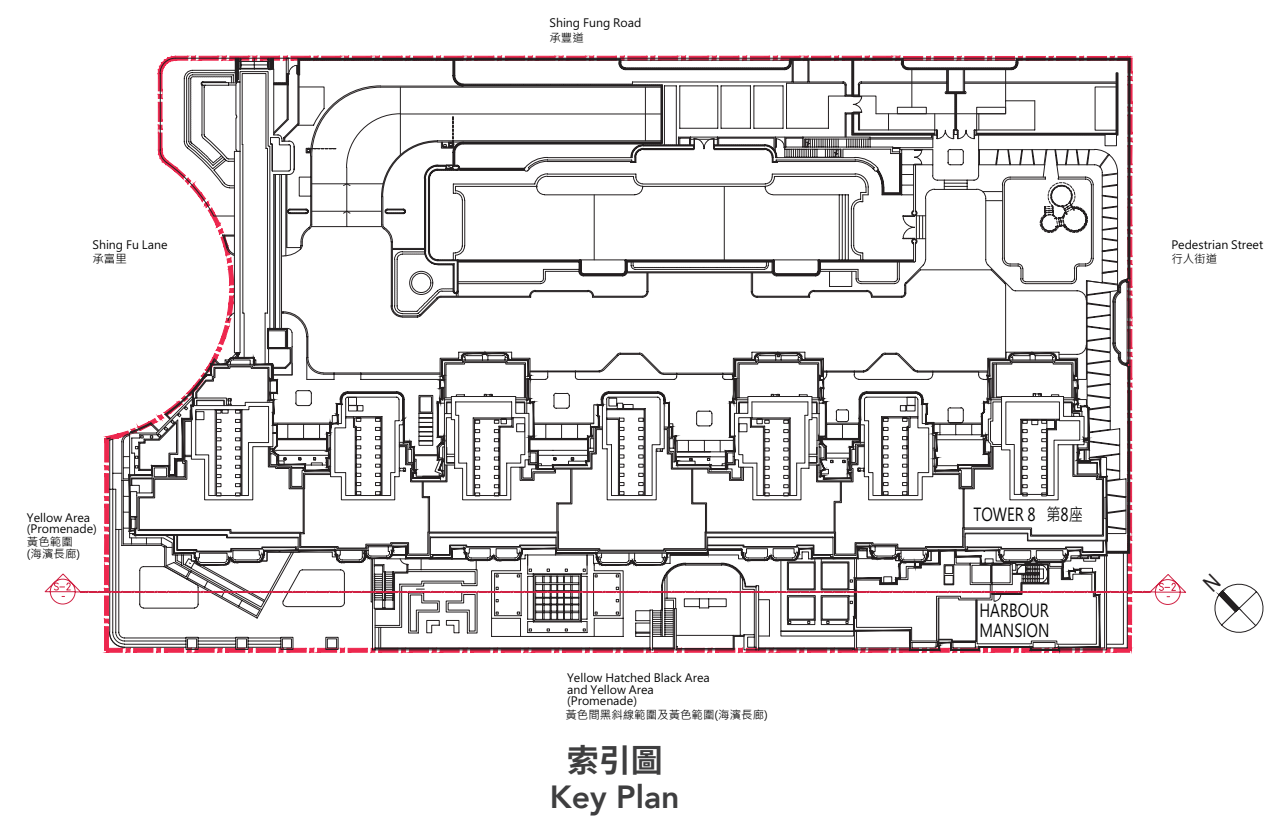 Shing Fung Road
承豐道
Shing Fu Lane
承富里
Pedestrian Street
行人街道
TOWER 8 第8座
Yellow Area
(Promenade)
黃色範圍
(海濱長廊)
S-2
-
S-2
-
N
HARBOUR
MANSION
Yellow Hatched Black Area
and Yellow Area
(Promenade)
黃色間黑斜線範圍及黃色範圍(海濱長廊)
索引圖
Key Plan